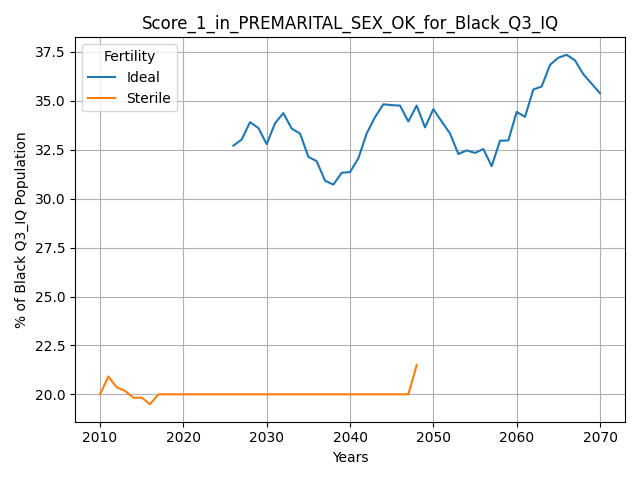 Score_1_in_PREMARITAL_SEX_OK_for_Black_Q3_IQ
Fertility
Ideal
Sterile
% of Black Q3_IQ Population
37.5
35.0
32.5
30.0
27.5
25.0
22.5
20.0
2010 2020 2030 2040 2050 2060 2070
Years